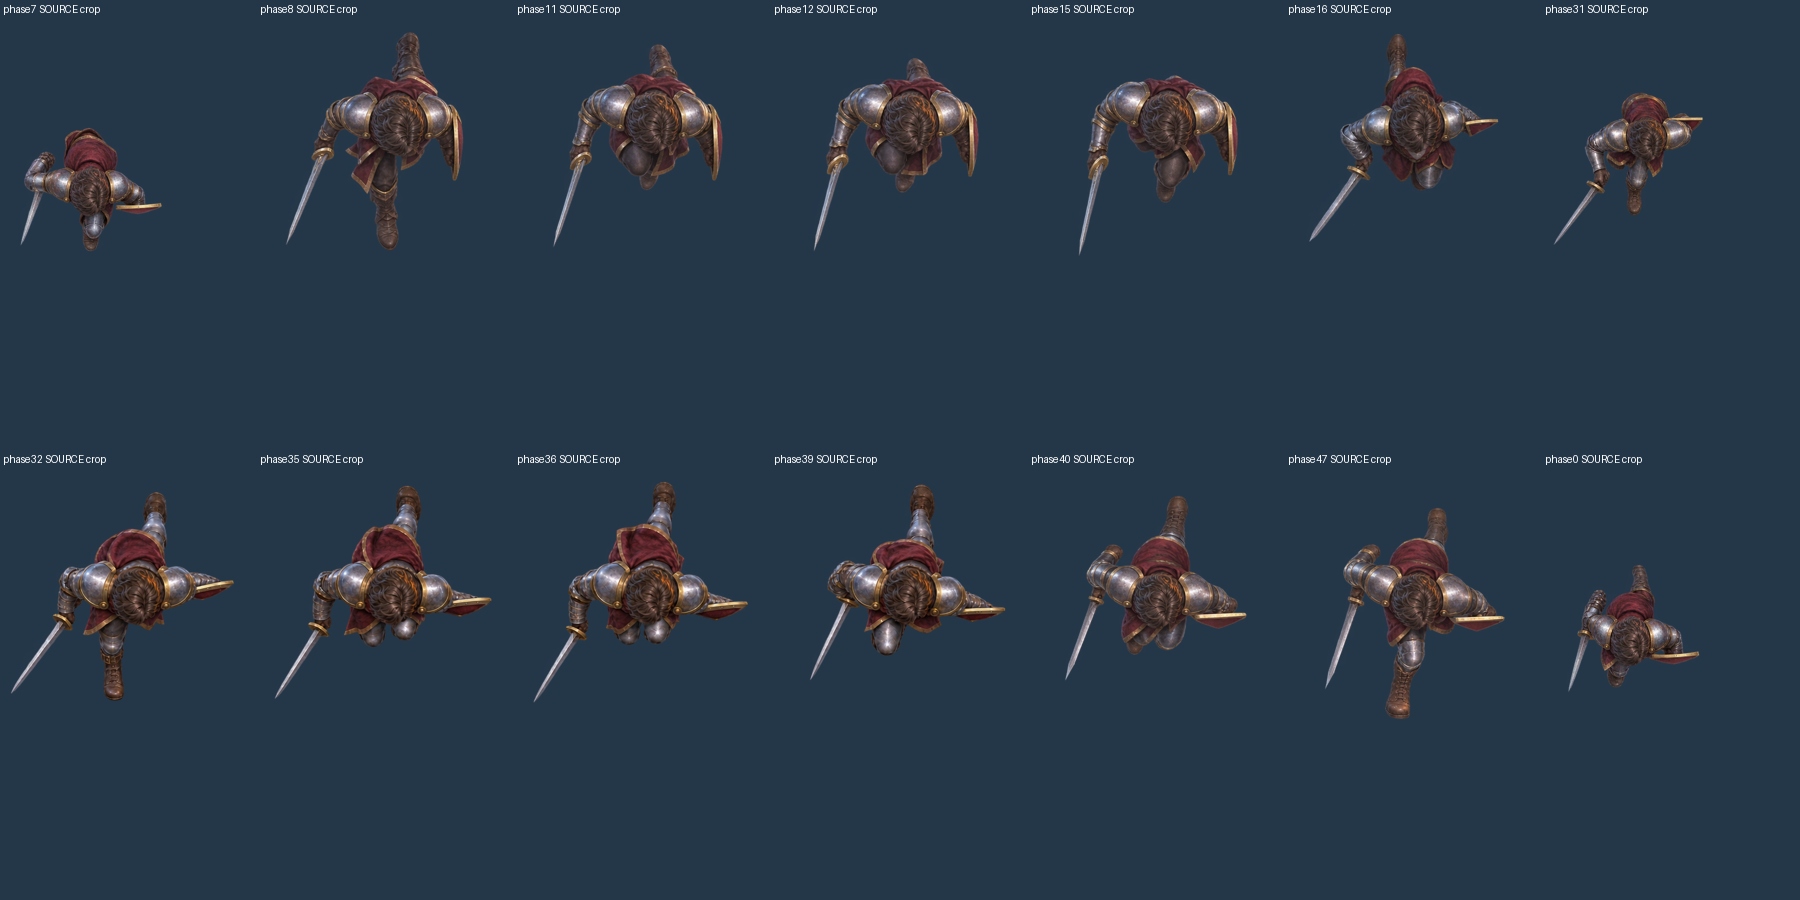 phase7 SOURCE crop
phase8 SOURCE crop
phase11 SOURCE crop
phase12 SOURCE crop
phase15 SOURCE crop
phase16 SOURCE crop
phase31 SOURCE crop
phase32 SOURCE crop
phase35 SOURCE crop
phase36 SOURCE crop
phase39 SOURCE crop
phase40 SOURCE crop
phase47 SOURCE crop
phase0 SOURCE crop